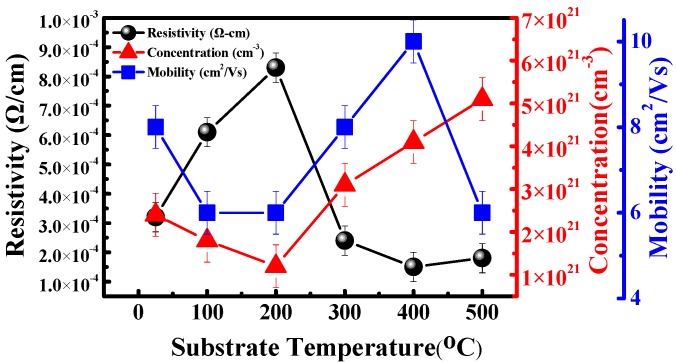 Resistivity (Ω-cm)
Concentration (cm⁻³)
Mobility (cm²/Vs)
Resistivity (Ω/cm)
1.0×10⁻³
9.0×10⁻⁴
8.0×10⁻⁴
7.0×10⁻⁴
6.0×10⁻⁴
5.0×10⁻⁴
4.0×10⁻⁴
3.0×10⁻⁴
2.0×10⁻⁴
1.0×10⁻⁴
0 100 200 300 400 500
Substrate Temperature(⁰C)
7×10²¹
6×10²¹
5×10²¹
4×10²¹
3×10²¹
2×10²¹
1×10²¹
Concentration(cm⁻³)
10
8
6
4
Mobility (cm²/Vs)